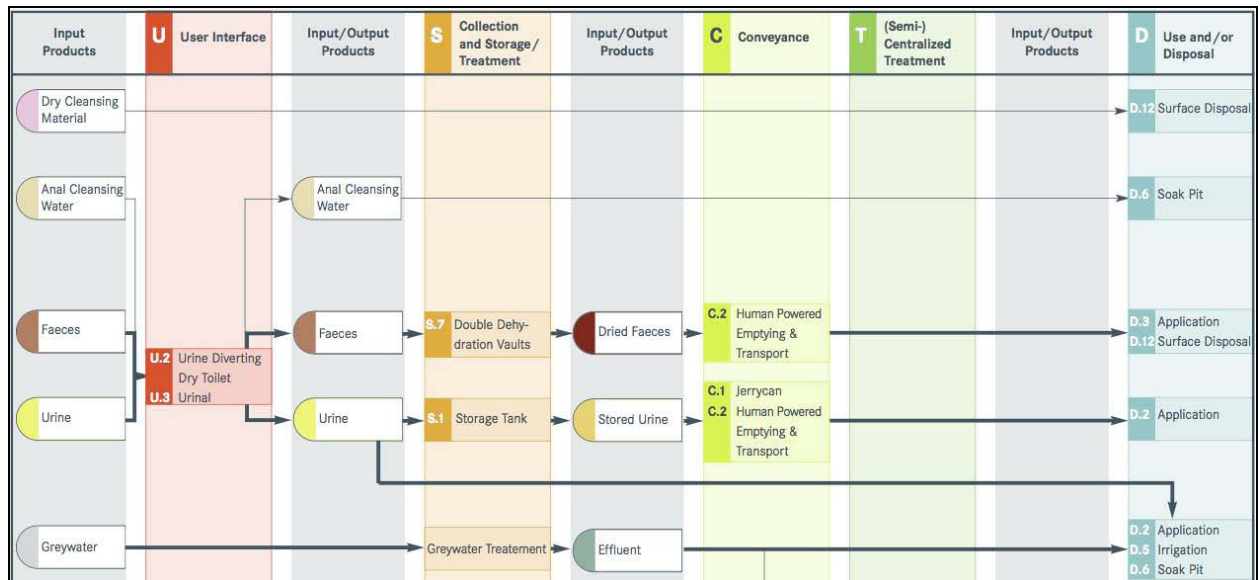 Input
Products
U User Interface
Input/Output
Products
S Collection
and Storage/
Treatment
Input/Output
Products
C Conveyance
T (Semi-)
Centralized
Treatment
Input/Output
Products
D Use and/or
Disposal
Dry Cleansing
Material
D.12 Surface Disposal
Anal Cleansing
Water
Anal Cleansing
Water
D.6 Soak Pit
Faeces
U.2 Urine Diverting
Dry Toilet
U.3 Urinal
Faeces
S.7 Double Dehy-
dration Vaults
Dried Faeces
C.2 Human Powered
Emptying &
Transport
D.3 Application
D.12 Surface Disposal
Urine
Urine
S.1 Storage Tank
Stored Urine
C.1 Jerrycan
C.2 Human Powered
Emptying &
Transport
D.2 Application
Greywater
Greywater Treatement
Effluent
D.2 Application
D.5 Irrigation
D.6 Soak Pit